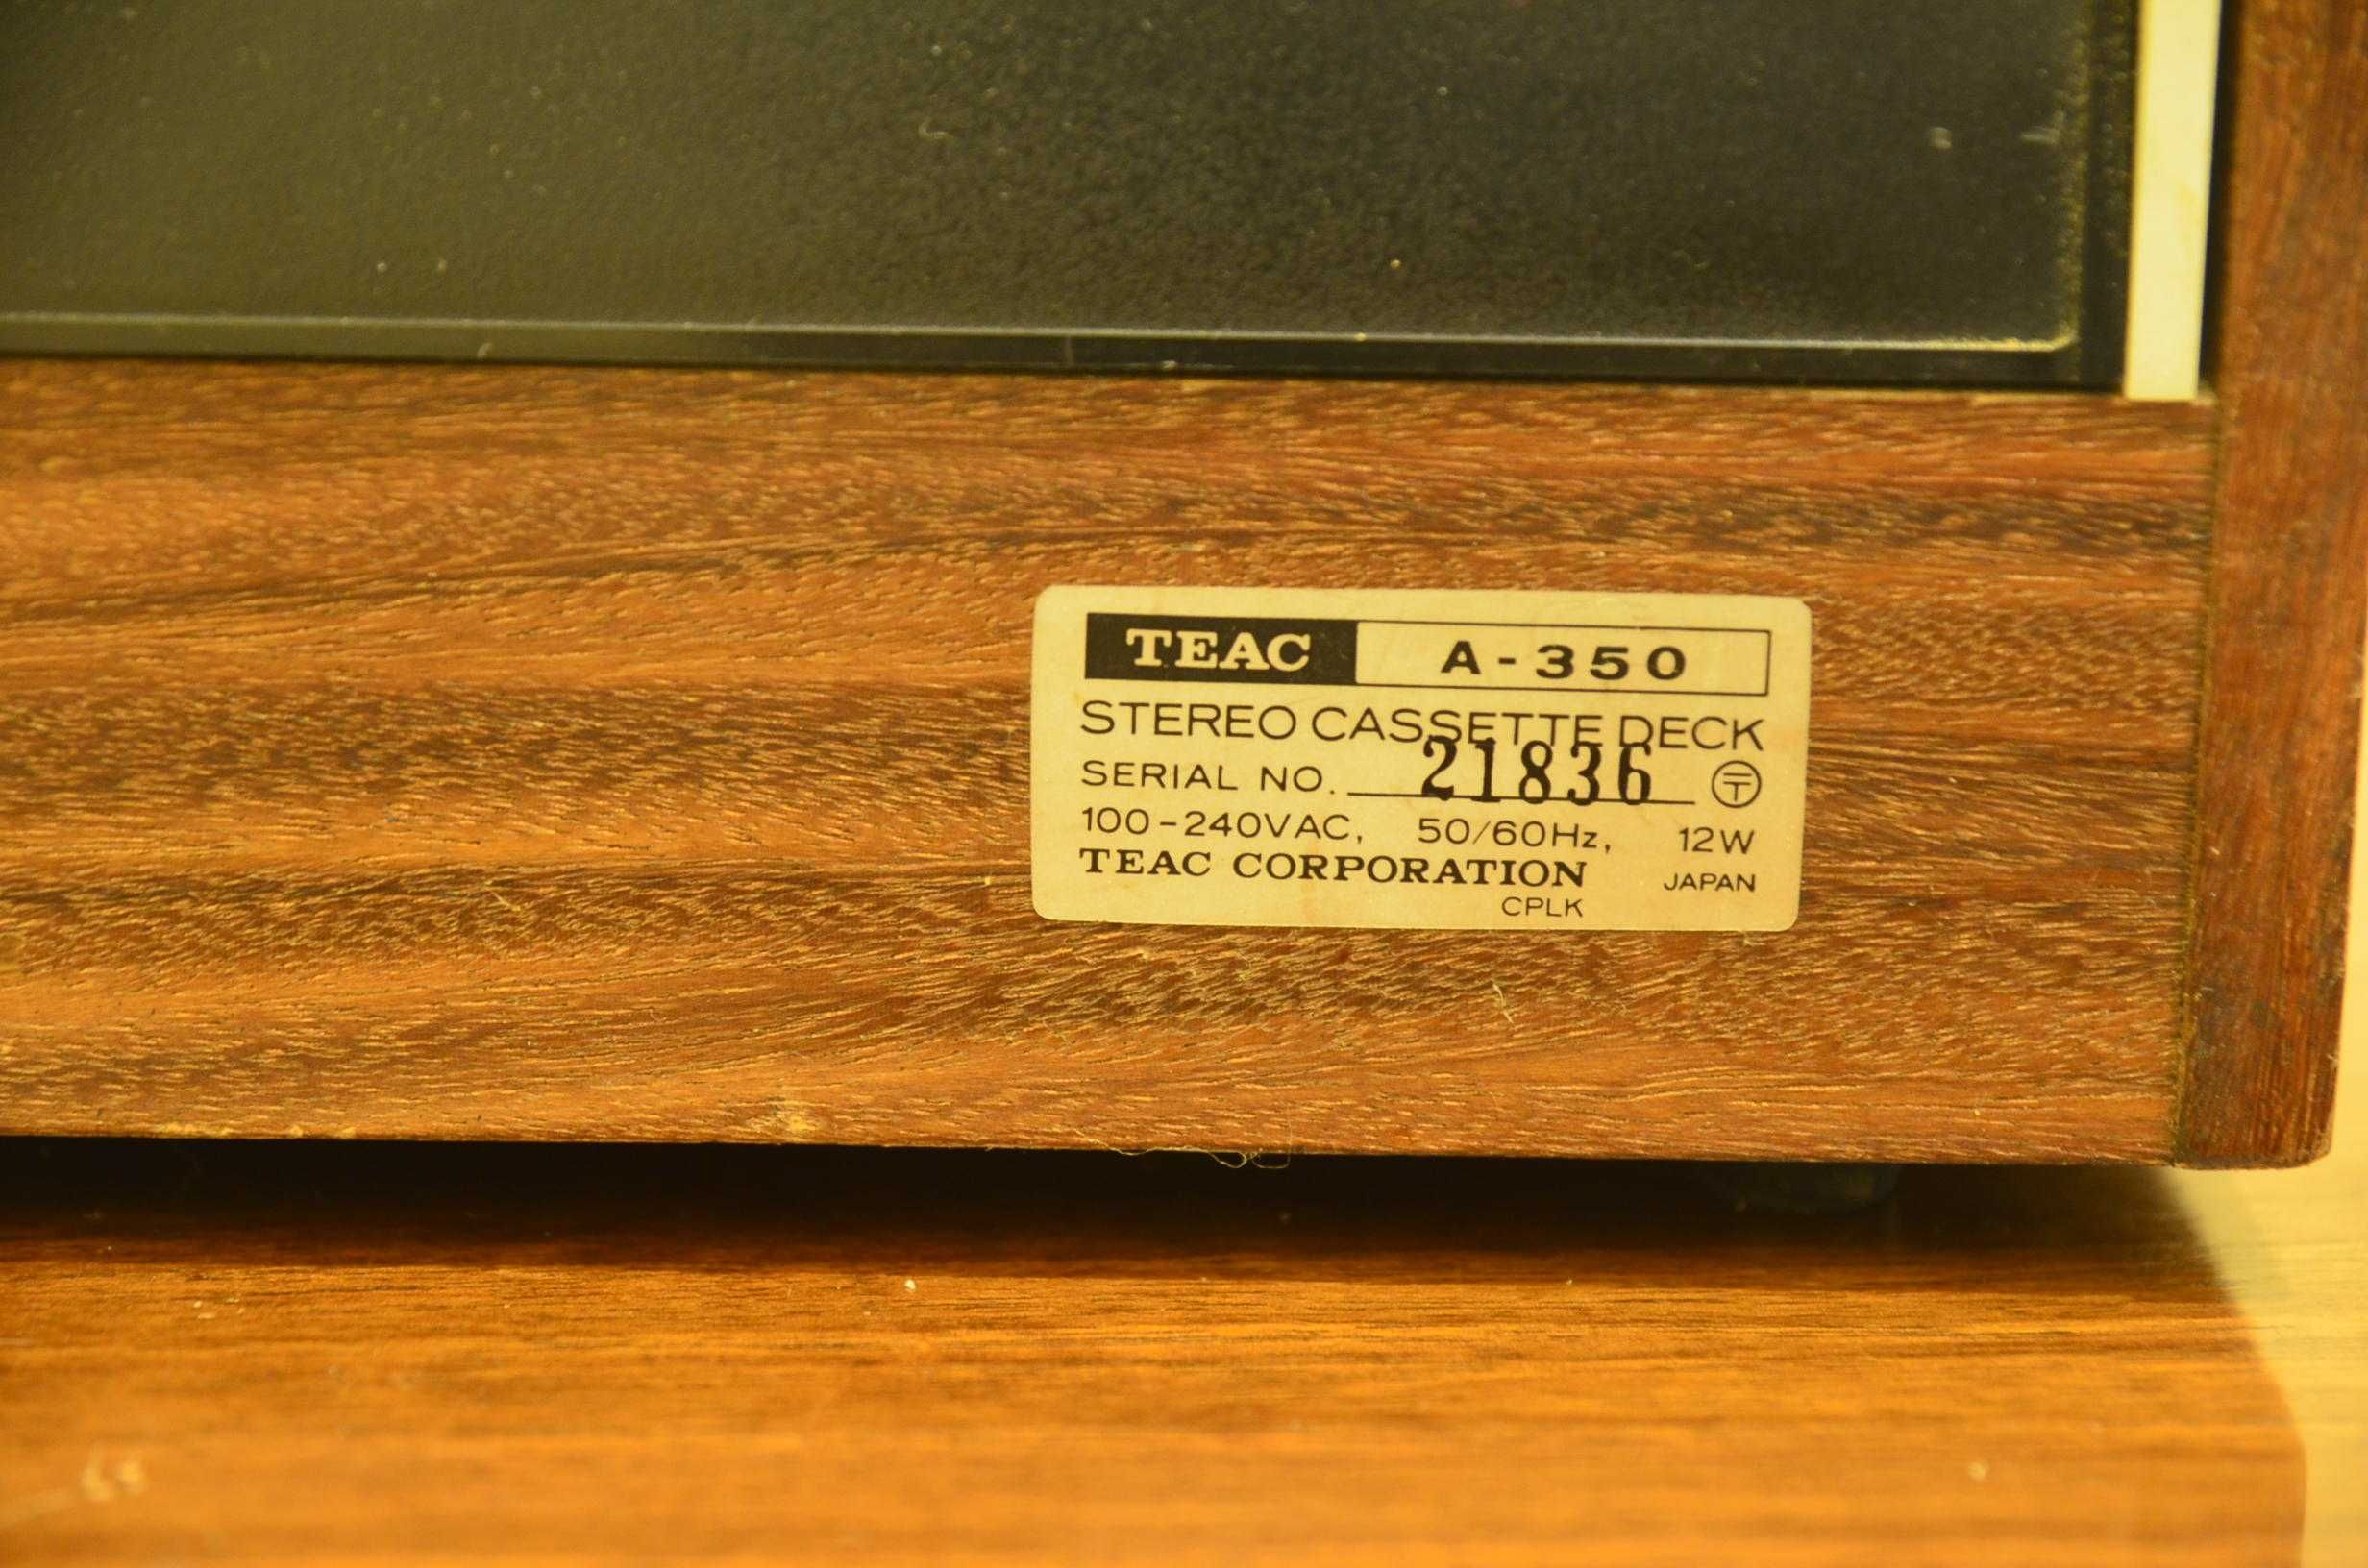 TEAC A-350
STEREO CASSETTE DECK
SERIAL NO. 21836 〶
100-240VAC, 50/60Hz, 12W
TEAC CORPORATION JAPAN
CPLK